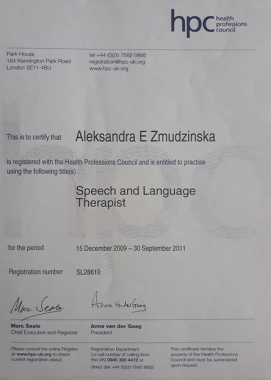 hpc health
professions
council
Park House
184 Kennington Park Road
London SE11 4BU
tel +44 (0)20 7582 0866
registration@hpc-uk.org
www.hpc-uk.org
This is to certify that Aleksandra E Zmudzinska
is registered with the Health Professions Council and is entitled to practise
using the following title(s)
Speech and Language
Therapist
for the period 15 December 2009 – 30 September 2011
Registration number SL28610
Marc Seale
Chief Executive and Registrar
Anna van der Gaag
President
Please consult the online Register
at www.hpc-uk.org to check
current registration status.
Registration Department
Lo-call number if calling from
the UK 0845 300 4472 or
direct dial +44 (0)20 7840 9802
This certificate remains the
property of the Health Professions
Council and must be surrendered
upon request.